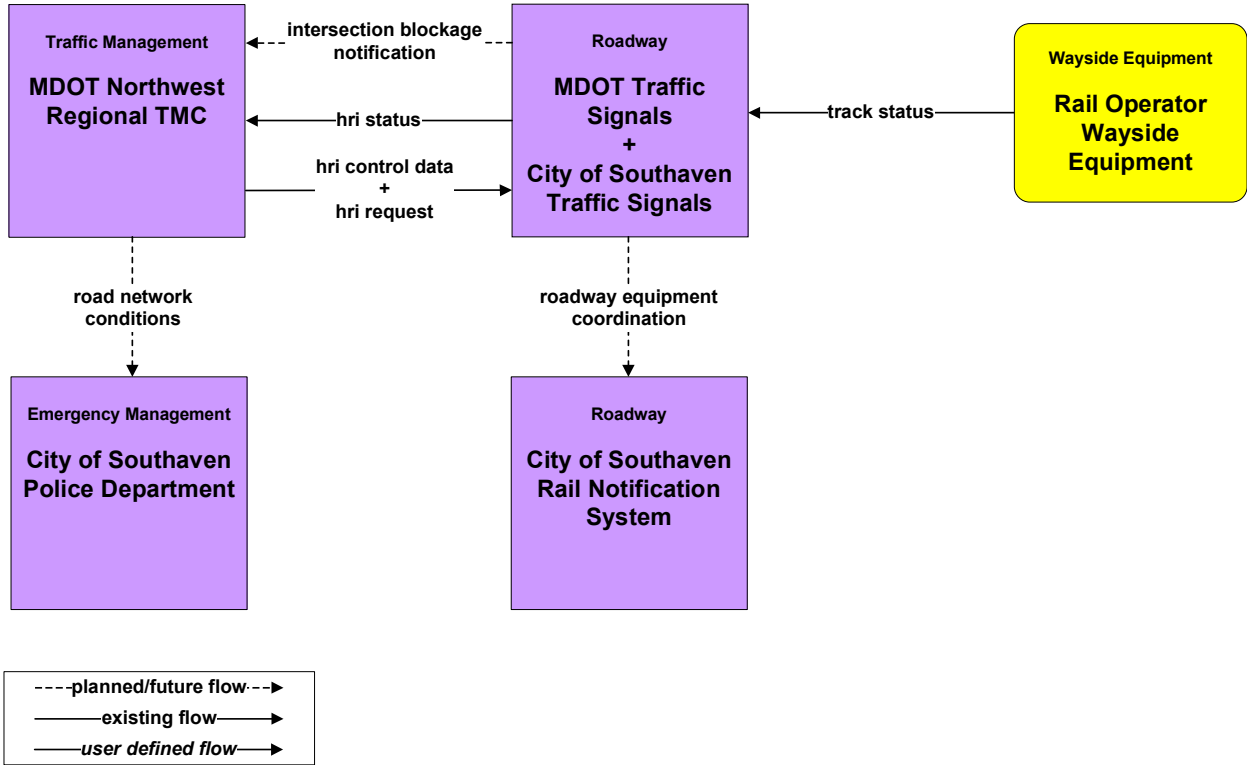 Traffic Management
MDOT Northwest
Regional TMC
intersection blockage
notification
hri status
hri control data
+
hri request
Roadway
MDOT Traffic
Signals
+
City of Southaven
Traffic Signals
track status
Wayside Equipment
Rail Operator
Wayside
Equipment
road network
conditions
roadway equipment
coordination
Emergency Management
City of Southaven
Police Department
Roadway
City of Southaven
Rail Notification
System
planned/future flow
existing flow
user defined flow